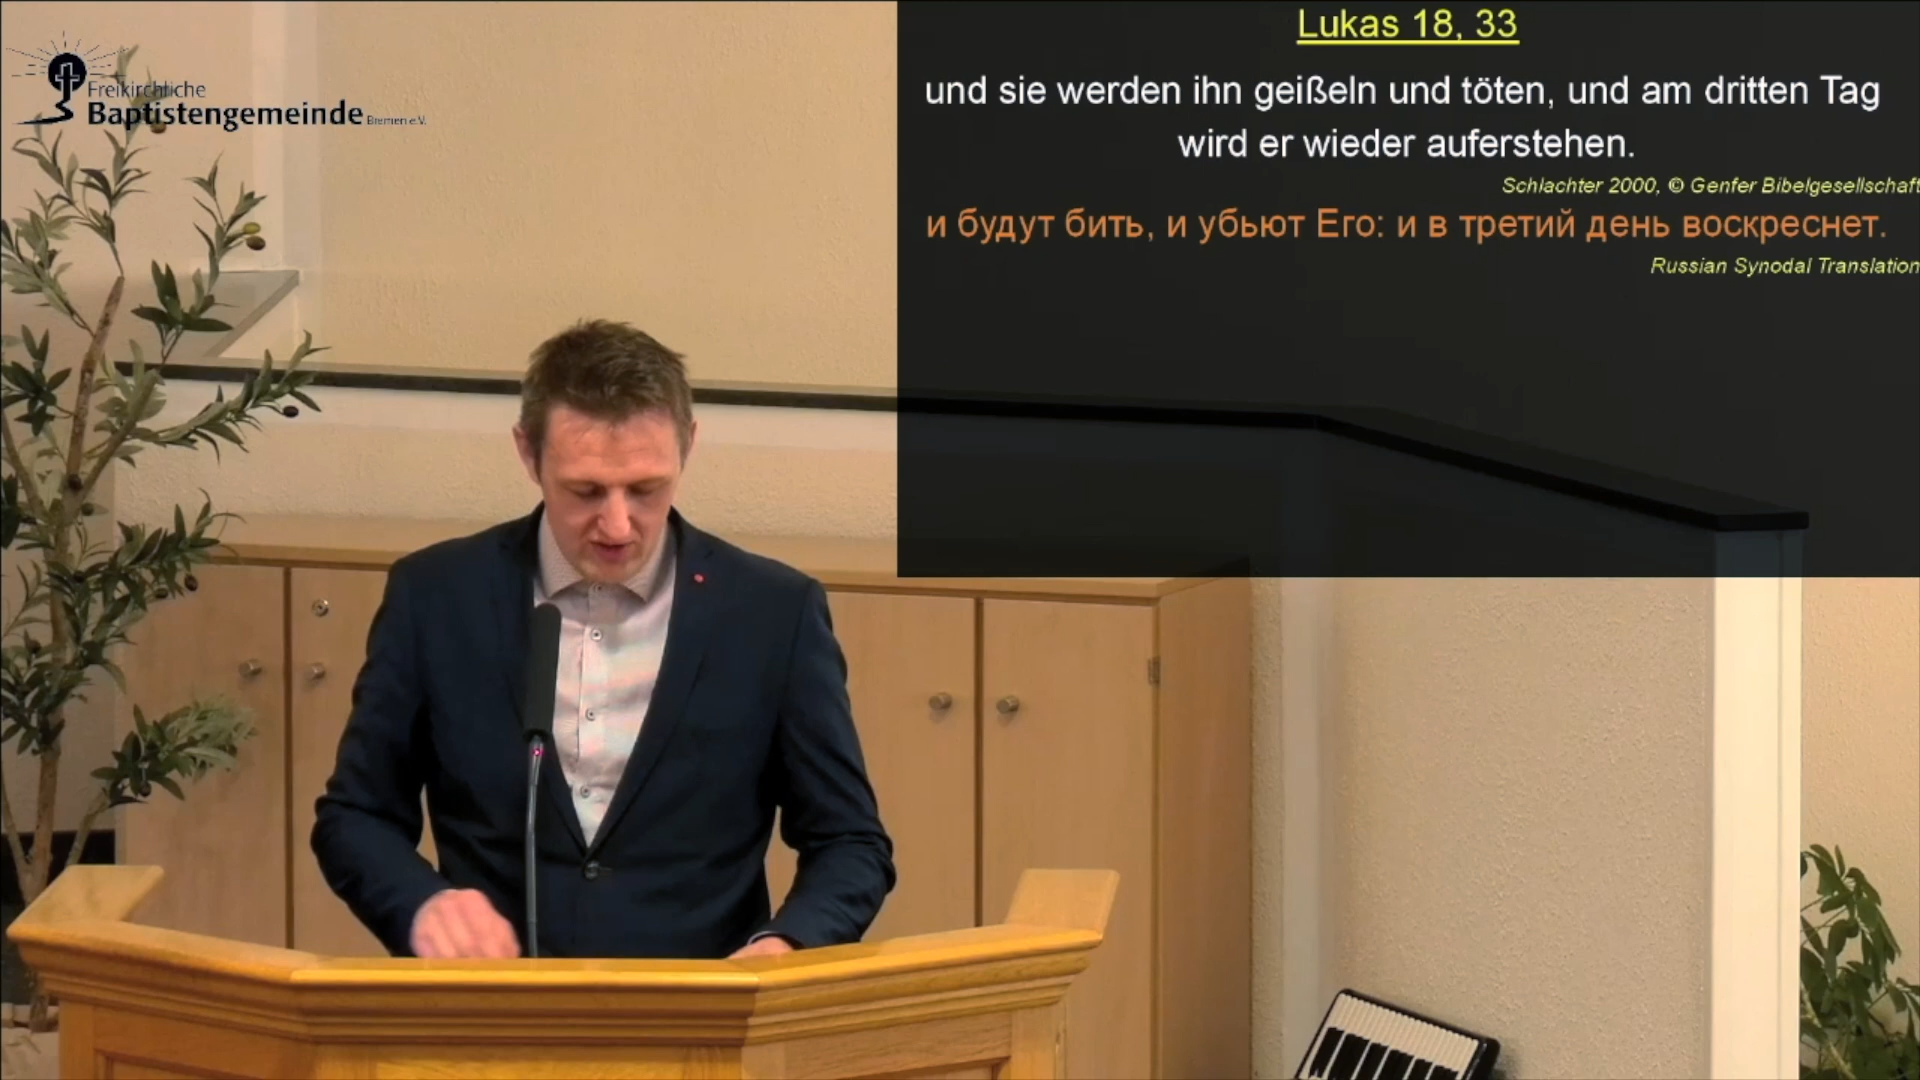 Freikirchliche
Baptistengemeinde Bremen e.V.
Lukas 18, 33
und sie werden ihn geißeln und töten, und am dritten Tag
wird er wieder auferstehen.
Schlachter 2000, © Genfer Bibelgesellschaft
и будут бить, и убьют Его: и в третий день воскреснет.
Russian Synodal Translation